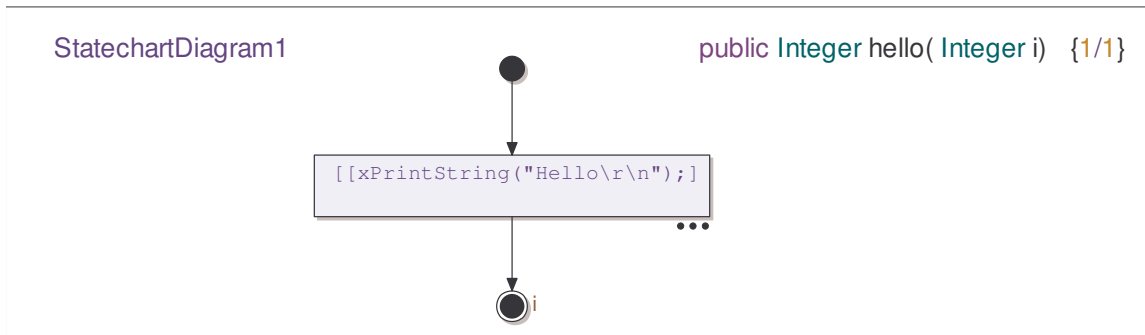 StatechartDiagram1
public Integer hello( Integer i) {1/1}
[[xPrintString("Hello\r\n");]
i